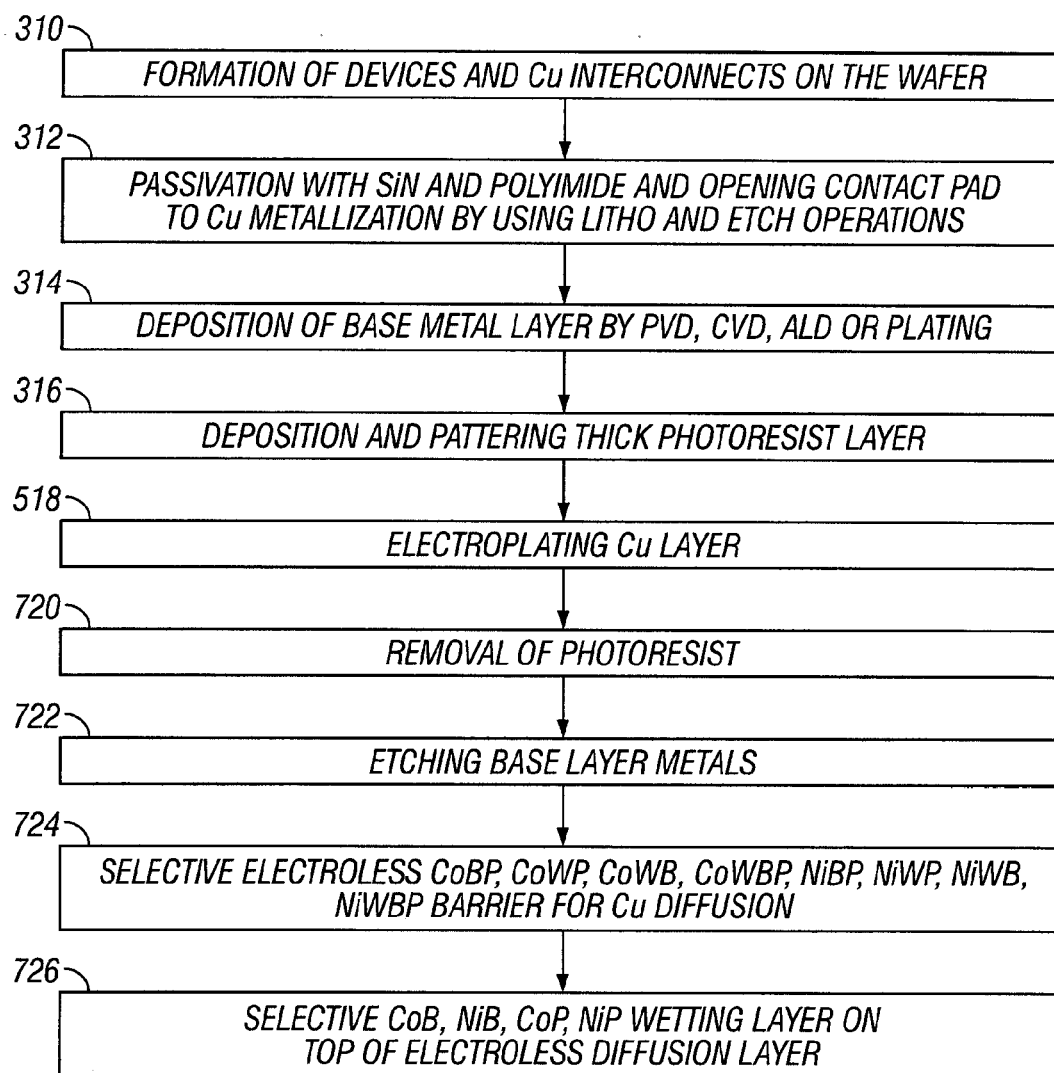 310
FORMATION OF DEVICES AND Cu INTERCONNECTS ON THE WAFER
312
PASSIVATION WITH SiN AND POLYIMIDE AND OPENING CONTACT PAD
TO Cu METALLIZATION BY USING LITHO AND ETCH OPERATIONS
314
DEPOSITION OF BASE METAL LAYER BY PVD, CVD, ALD OR PLATING
316
DEPOSITION AND PATTERING THICK PHOTORESIST LAYER
518
ELECTROPLATING Cu LAYER
720
REMOVAL OF PHOTORESIST
722
ETCHING BASE LAYER METALS
724
SELECTIVE ELECTROLESS CoBP, CoWP, CoWB, CoWBP, NiBP, NiWP, NiWB,
NiWBP BARRIER FOR Cu DIFFUSION
726
SELECTIVE CoB, NiB, CoP, NiP WETTING LAYER ON
TOP OF ELECTROLESS DIFFUSION LAYER